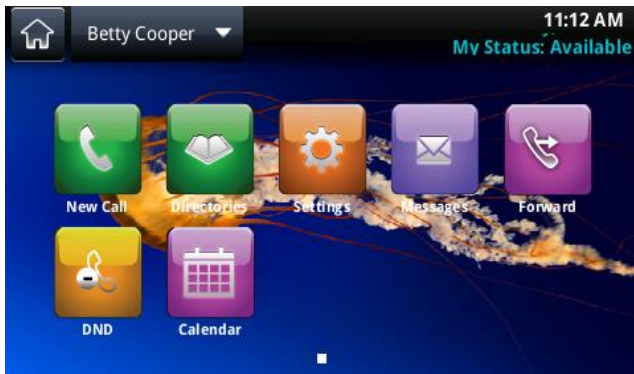 Betty Cooper
11:12 AM
My Status: Available
New Call
Directories
Settings
Messages
Forward
DND
Calendar